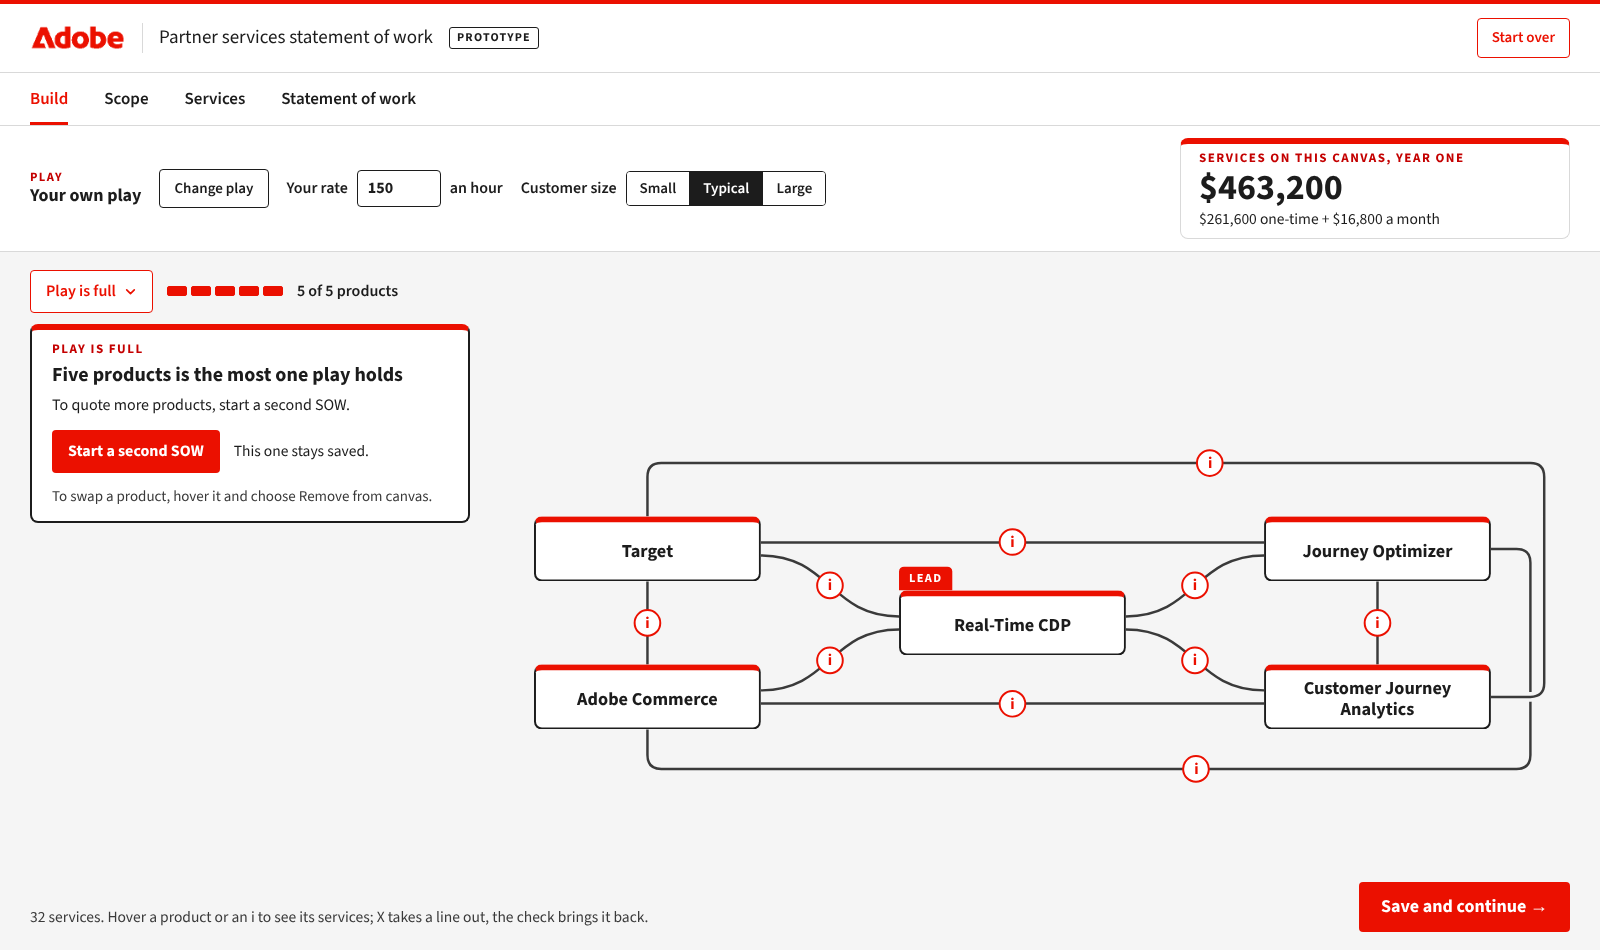 Adobe
Partner services statement of work
PROTOTYPE
Start over
Build
Scope
Services
Statement of work
PLAY
Your own play
Change play
Your rate
150
an hour
Customer size
Small
Typical
Large
SERVICES ON THIS CANVAS, YEAR ONE
$463,200
$261,600 one-time + $16,800 a month
Play is full
5 of 5 products
PLAY IS FULL
Five products is the most one play holds
To quote more products, start a second SOW.
Start a second SOW
This one stays saved.
To swap a product, hover it and choose Remove from canvas.
i
Target
i
Journey Optimizer
i
i
LEAD
Real-Time CDP
i
i
i
i
Adobe Commerce
i
Customer Journey
Analytics
i
32 services. Hover a product or an i to see its services; X takes a line out, the check brings it back.
Save and continue →